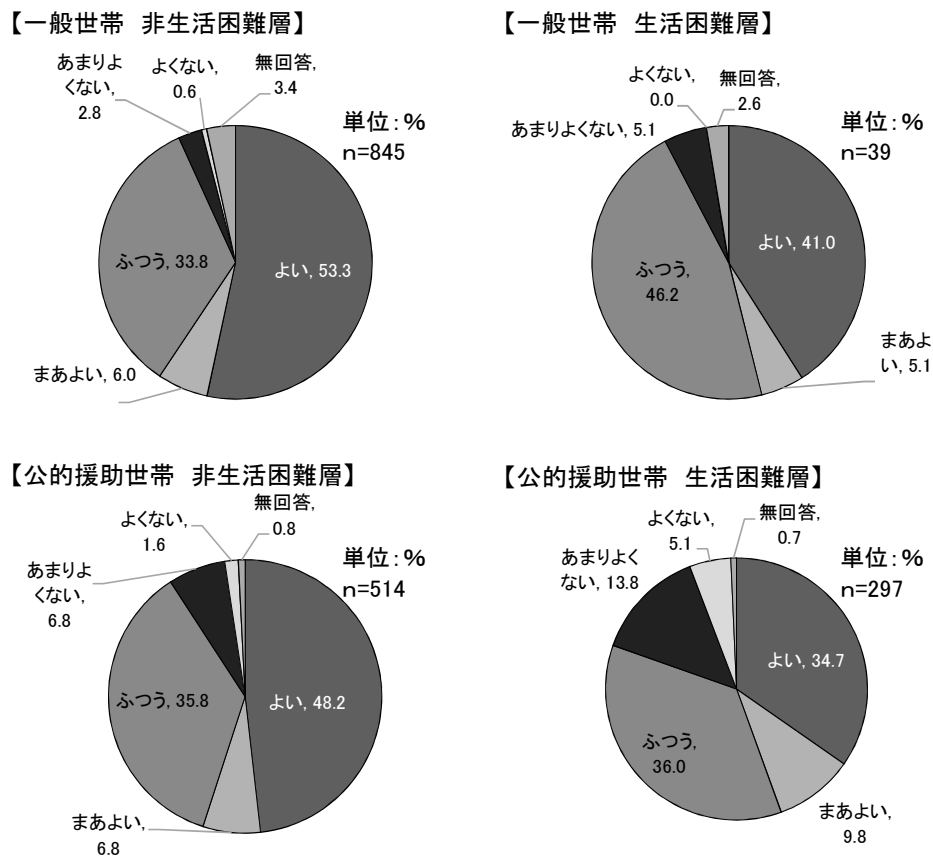 【一般世帯 非生活困難層】
あまりよ
くない,
2.8
よくない,
0.6
無回答,
3.4
単位：%
n=845
ふつう, 33.8
よい, 53.3
まあよい, 6.0
【一般世帯 生活困難層】
よくない,
0.0
無回答,
2.6
あまりよくない, 5.1
単位：%
n=39
よい, 41.0
ふつう,
46.2
まあよ
い, 5.1
【公的援助世帯 非生活困難層】
よくない,
1.6
無回答,
0.8
あまりよ
くない,
6.8
単位：%
n=514
ふつう, 35.8
よい, 48.2
まあよい,
6.8
【公的援助世帯 生活困難層】
よくない,
5.1
無回答,
0.7
あまりよく
ない, 13.8
単位：%
n=297
よい, 34.7
ふつう,
36.0
まあよい,
9.8